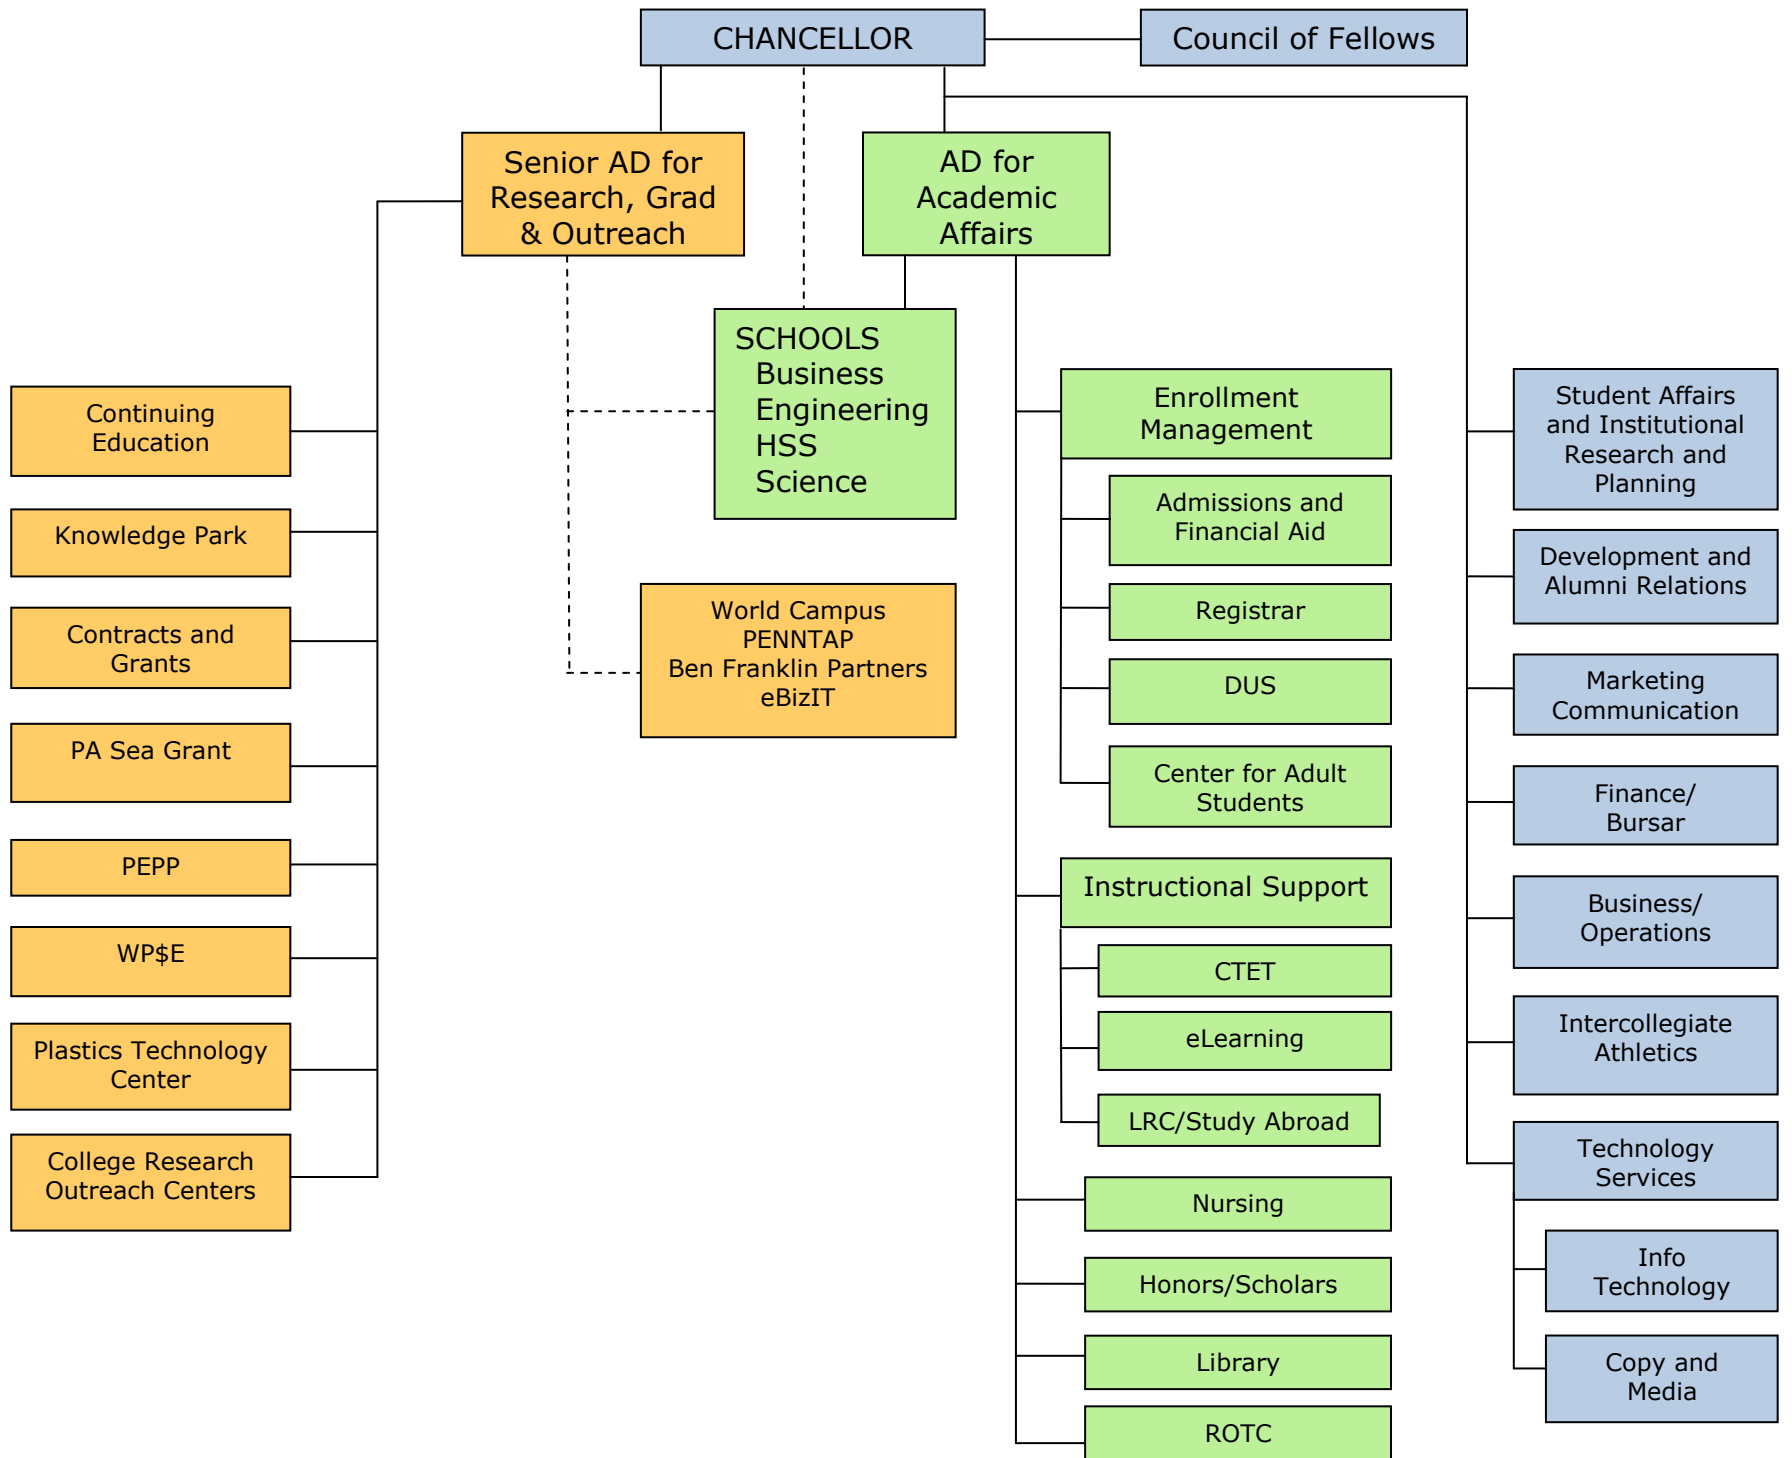 CHANCELLOR
Council of Fellows
Senior AD for
Research, Grad
& Outreach
AD for
Academic
Affairs
SCHOOLS
Business
Engineering
HSS
Science
World Campus
PENNTAP
Ben Franklin Partners
eBizIT
Continuing
Education
Knowledge Park
Contracts and
Grants
PA Sea Grant
PEPP
WP$E
Plastics Technology
Center
College Research
Outreach Centers
Enrollment
Management
Admissions and
Financial Aid
Registrar
DUS
Center for Adult
Students
Instructional Support
CTET
eLearning
LRC/Study Abroad
Nursing
Honors/Scholars
Library
ROTC
Student Affairs
and Institutional
Research and
Planning
Development and
Alumni Relations
Marketing
Communication
Finance/
Bursar
Business/
Operations
Intercollegiate
Athletics
Technology
Services
Info
Technology
Copy and
Media